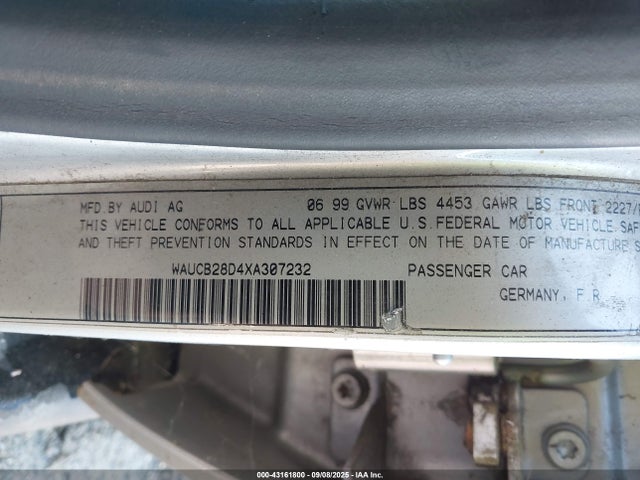 MFD.BY AUDI AG 06 99 GVWR LBS 4453 GAWR LBS FRONT 2227/
THIS VEHICLE CONFORMS TO ALL APPLICABLE U.S.FEDERAL MOTOR VEHICLE SAF
AND THEFT PREVENTION STANDARDS IN EFFECT ON THE DATE OF MANUFACTURE S
WAUCB28D4XA307232 PASSENGER CAR
GERMANY, F.R.
000-43161800 - 09/08/2025 - IAA Inc.